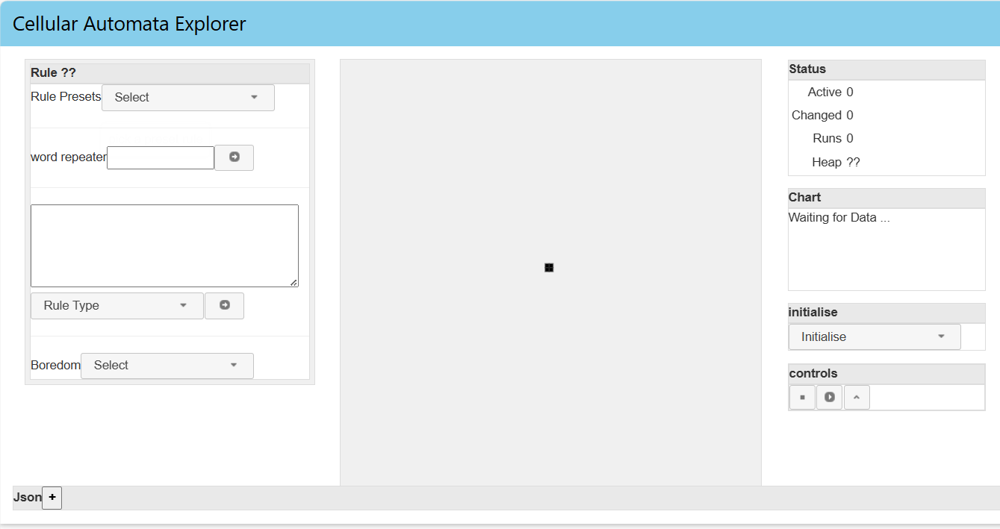 Cellular Automata Explorer
Rule ??
Rule Presets Select
word repeater
Rule Type
Boredom Select
Status
Active 0
Changed 0
Runs 0
Heap ??
Chart
Waiting for Data ...
initialise
Initialise
controls
Json +